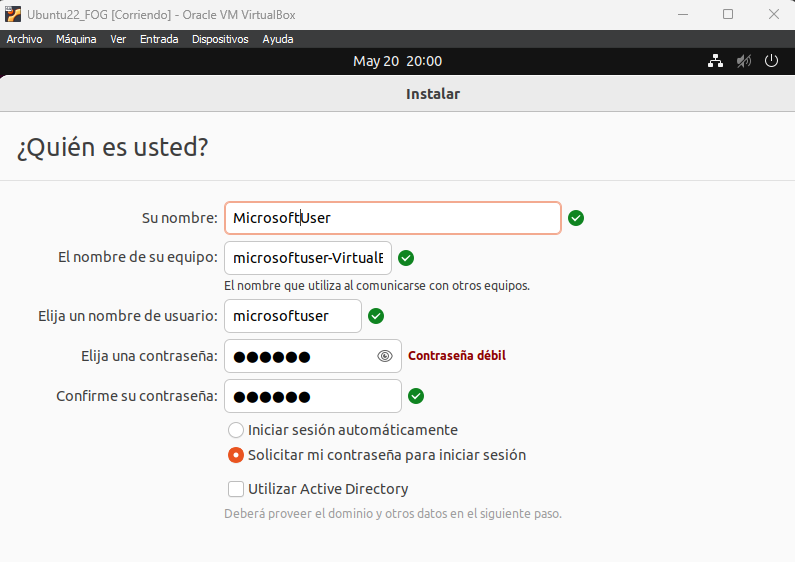 Ubuntu22_FOG [Corriendo] - Oracle VM VirtualBox
Archivo Máquina Ver Entrada Dispositivos Ayuda
May 20 20:00
Instalar
¿Quién es usted?
Su nombre: MicrosoftUser
El nombre de su equipo: microsoftuser-VirtualB
El nombre que utiliza al comunicarse con otros equipos.
Elija un nombre de usuario: microsoftuser
Elija una contraseña: ●●●●●● Contraseña débil
Confirme su contraseña: ●●●●●●
Iniciar sesión automáticamente
Solicitar mi contraseña para iniciar sesión
Utilizar Active Directory
Deberá proveer el dominio y otros datos en el siguiente paso.